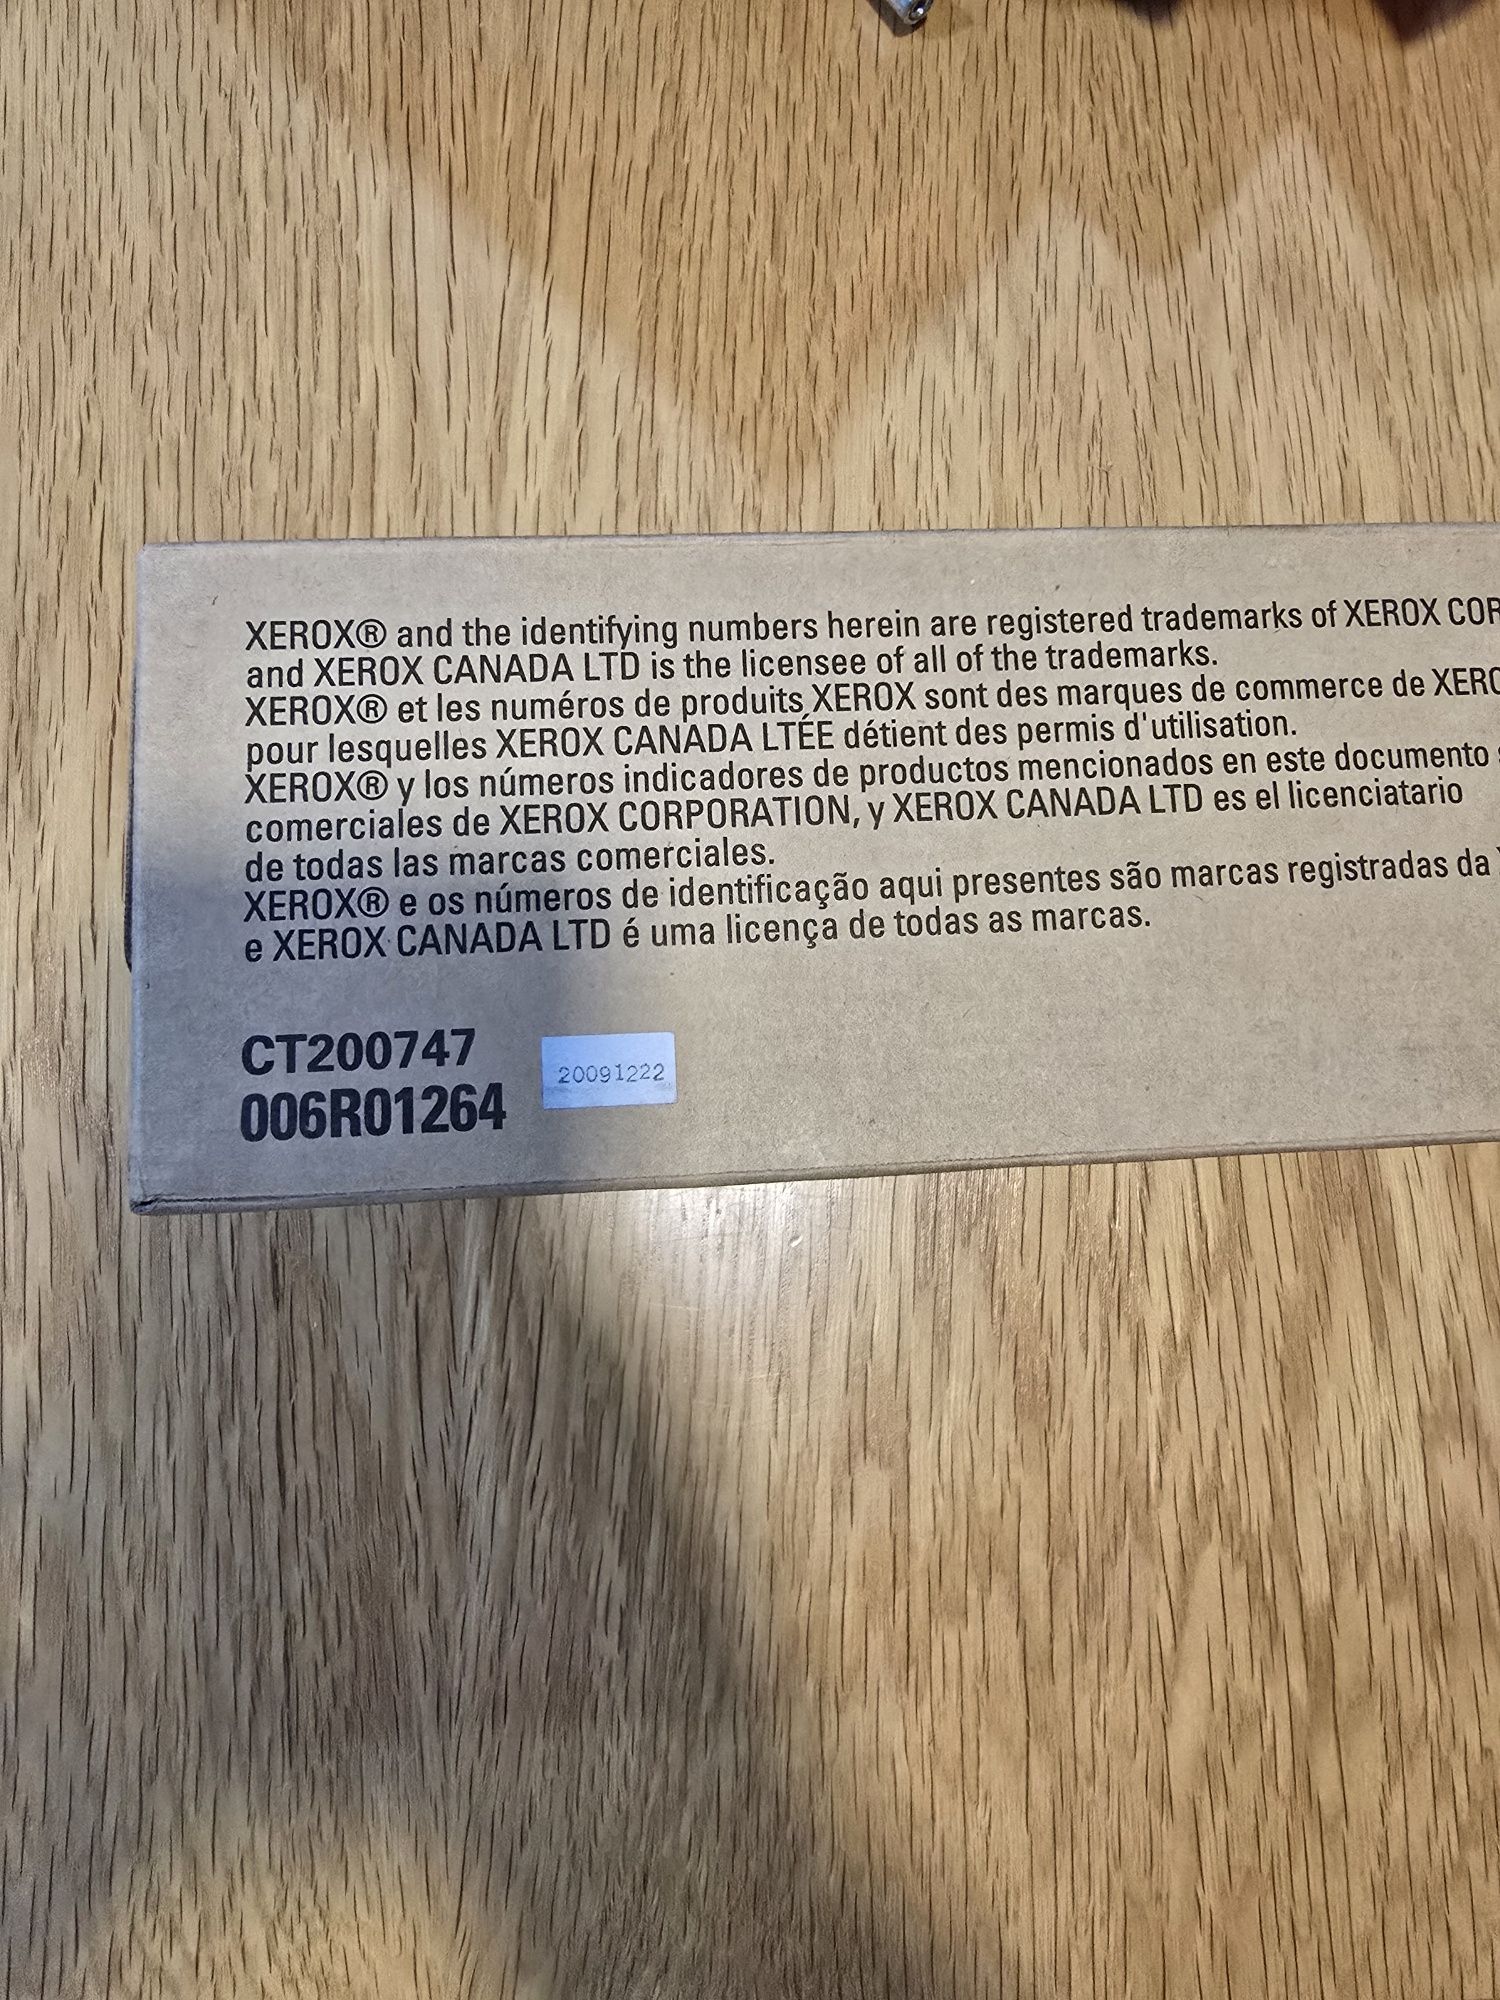 XEROX® and the identifying numbers herein are registered trademarks of XEROX COR
and XEROX CANADA LTD is the licensee of all of the trademarks.
XEROX® et les numéros de produits XEROX sont des marques de commerce de XERO
pour lesquelles XEROX CANADA LTÉE détient des permis d'utilisation.
XEROX® y los números indicadores de productos mencionados en este documento
comerciales de XEROX CORPORATION, y XEROX CANADA LTD es el licenciatario
de todas las marcas comerciales.
XEROX® e os números de identificação aqui presentes são marcas registradas da
e XEROX CANADA LTD é uma licença de todas as marcas.
CT200747
006R01264
20091222